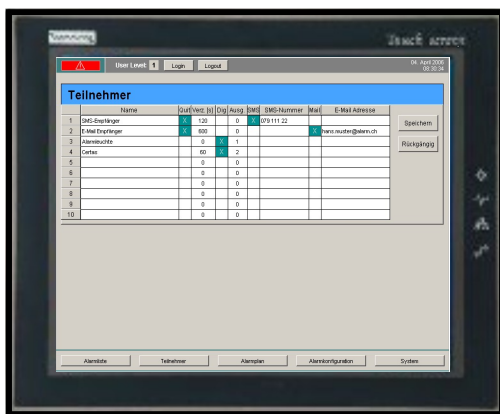 Touch screen
User Level: 1 Login Logout
04. April 2006
08:30:34
Teilnehmer
Name Quit Verz. [s] Dig Ausg. SMS SMS-Nummer Mail E-Mail Adresse
1 SMS-Empfänger X 120 0 X 079 111 22
2 E-Mail Empfänger X 600 0 X hans.muster@alarm.ch
3 Alarmleuchte 0 X 1
4 Certas 60 X 2
5 0 0
6 0 0
7 0 0
8 0 0
9 0 0
10 0 0
Speichern
Rückgängig
Alarmliste Teilnehmer Alarmplan Alarmkonfiguration System